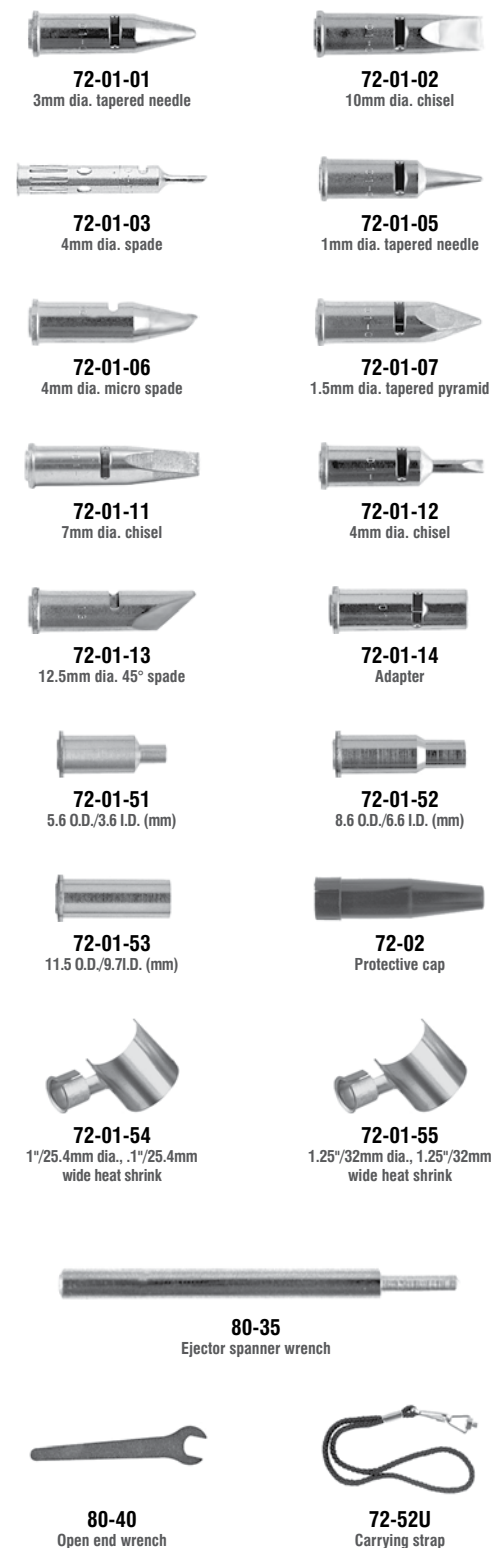 72-01-01
3mm dia. tapered needle
72-01-02
10mm dia. chisel
72-01-03
4mm dia. spade
72-01-05
1mm dia. tapered needle
72-01-06
4mm dia. micro spade
72-01-07
1.5mm dia. tapered pyramid
72-01-11
7mm dia. chisel
72-01-12
4mm dia. chisel
72-01-13
12.5mm dia. 45° spade
72-01-14
Adapter
72-01-51
5.6 O.D./3.6 I.D. (mm)
72-01-52
8.6 O.D./6.6 I.D. (mm)
72-01-53
11.5 O.D./9.7I.D. (mm)
72-02
Protective cap
72-01-54
1"/25.4mm dia., .1"/25.4mm
wide heat shrink
72-01-55
1.25"/32mm dia., 1.25"/32mm
wide heat shrink
80-35
Ejector spanner wrench
80-40
Open end wrench
72-52U
Carrying strap